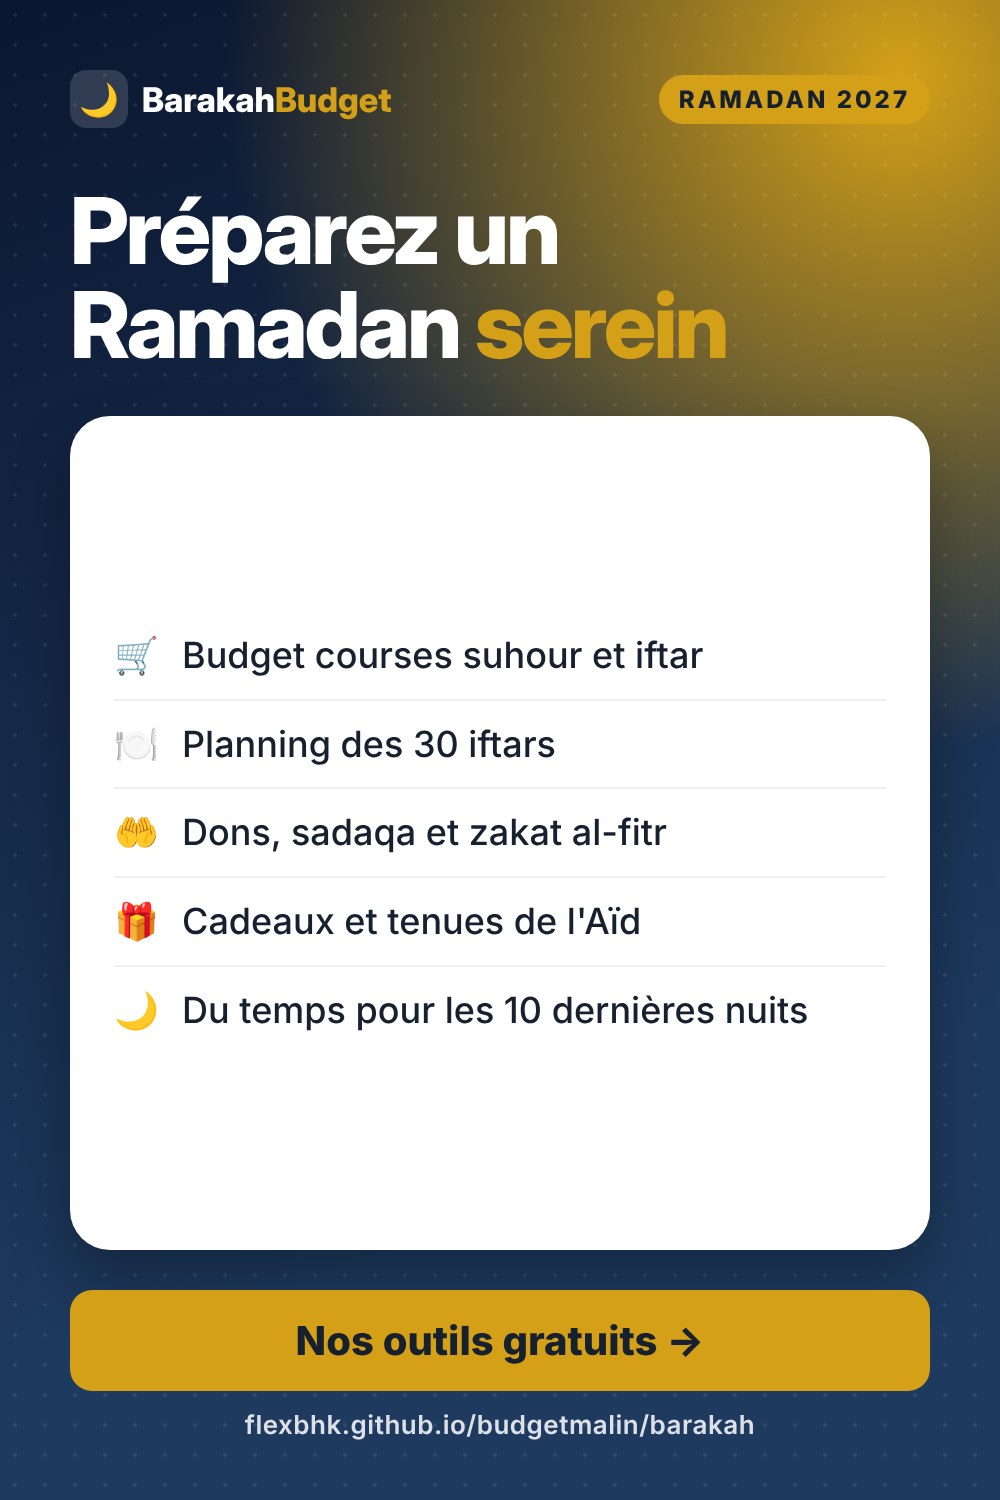 BarakahBudget
RAMADAN 2027
Préparez un
Ramadan serein
Budget courses suhour et iftar
Planning des 30 iftars
Dons, sadaqa et zakat al-fitr
Cadeaux et tenues de l'Aïd
Du temps pour les 10 dernières nuits
Nos outils gratuits →
flexbhk.github.io/budgetmalin/barakah